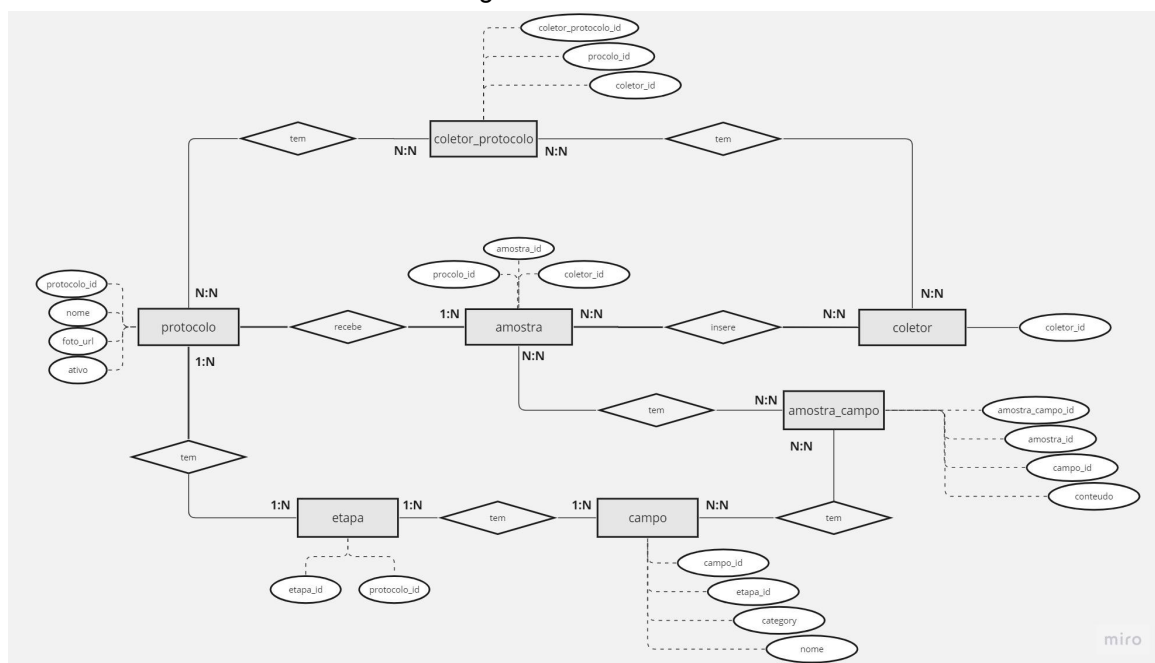 coletor_protocolo_id
procolo_id
coletor_id
tem
coletor_protocolo
tem
N:N
N:N
amostra_id
procolo_id
coletor_id
protocolo_id
nome
foto_url
ativo
N:N
N:N
protocolo
recebe
1:N
amostra
N:N
insere
N:N
coletor
coletor_id
1:N
N:N
tem
N:N
amostra_campo
amostra_campo_id
amostra_id
campo_id
conteudo
N:N
tem
1:N
etapa
1:N
tem
1:N
campo
N:N
tem
etapa_id
protocolo_id
campo_id
etapa_id
category
nome
miro